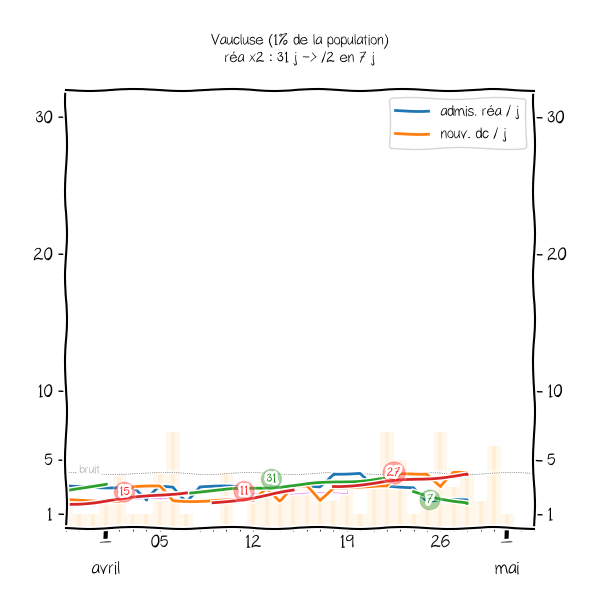 Vaucluse (1% de la population)
réa x2 : 31 j -> /2 en 7 j
admis. réa / j
nouv. dc / j
30
30
20
20
10
10
5
5
bruit
1
1
15
11
31
27
7
05
12
19
26
avril
mai